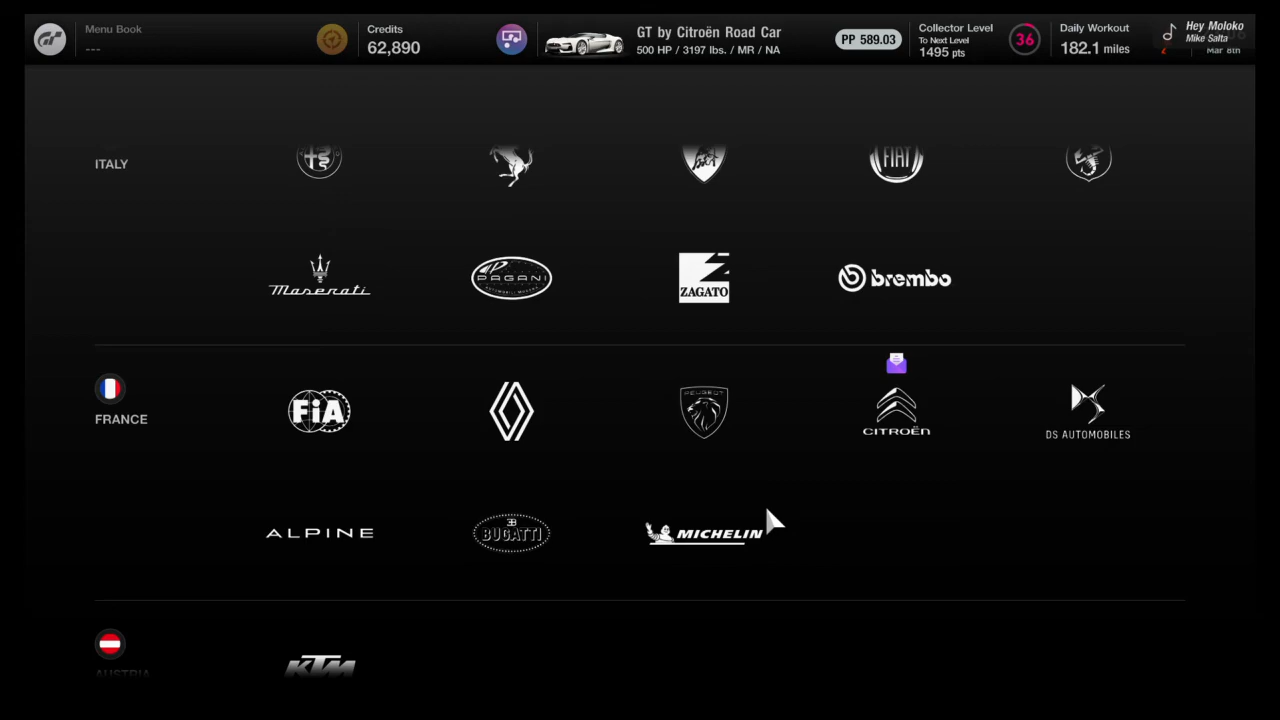 Menu Book
---
Credits
62,890
GT by Citroën Road Car
500 HP / 3197 lbs. / MR / NA
PP 589.03
Collector Level
To Next Level
1495 pts
36
Daily Workout
182.1 miles
Hey Moloko
Mike Salta
Mar 8th
ITALY
FIAT
Maserati
PAGANI
ZAGATO
brembo
FRANCE
FiA
PEUGEOT
CITROËN
DS AUTOMOBILES
ALPINE
BUGATTI
MICHELIN
AUSTRIA
KTM